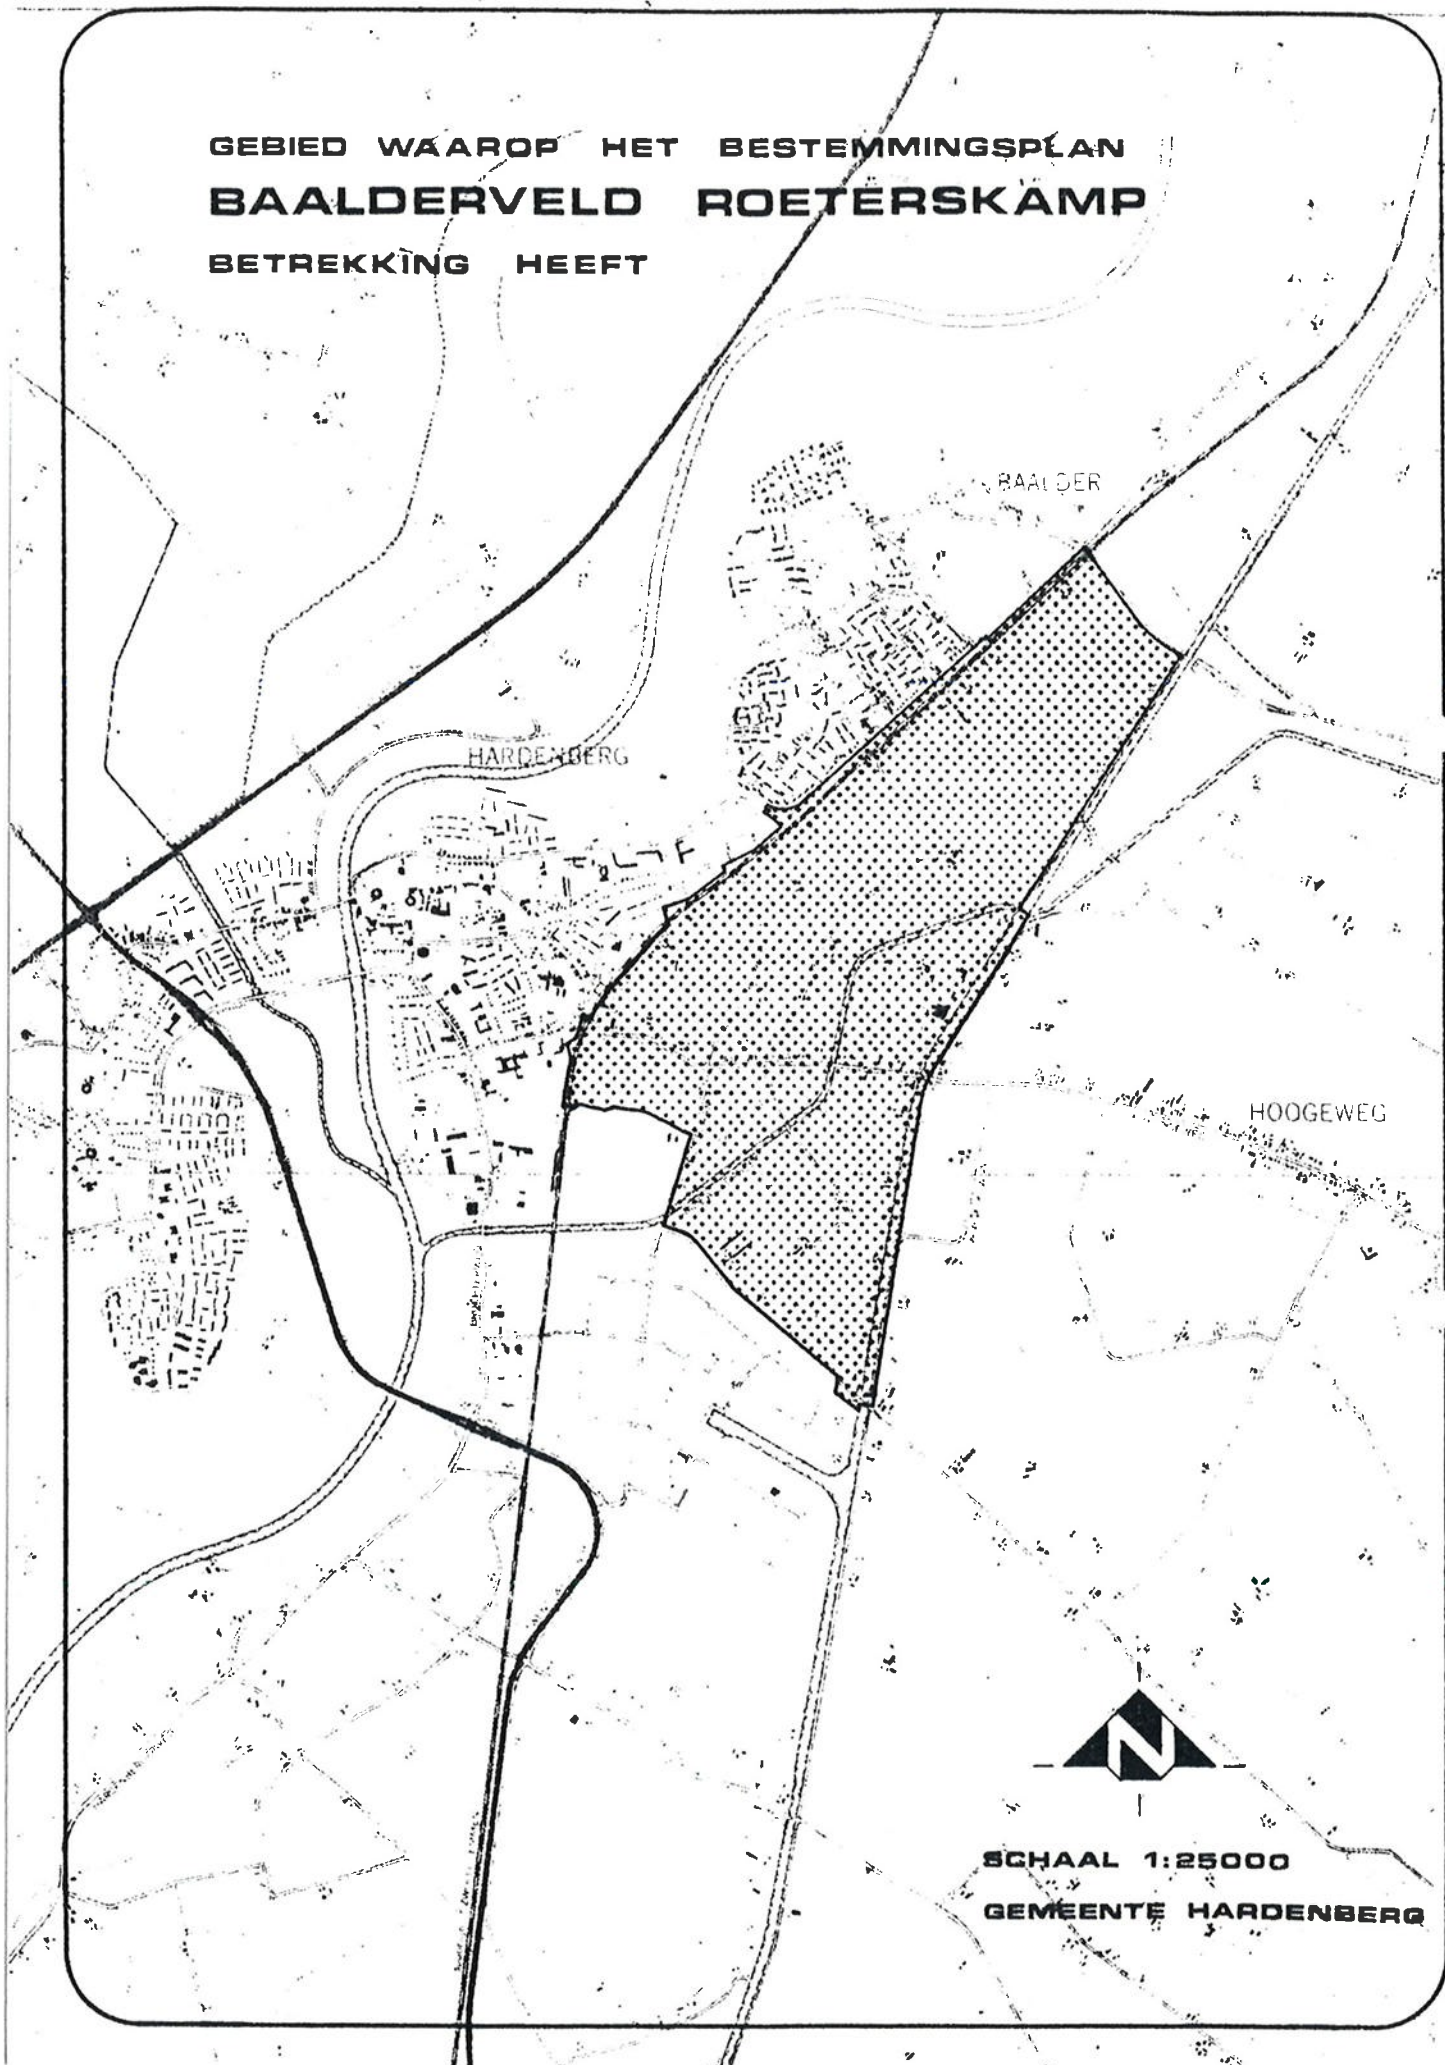 GEBIED WAAROP HET BESTEMMINGSPLAN
BAALDERVELD ROETERSKAMP
BETREKKING HEEFT
BAALDER
HARDENBERG
HOOGEWEG
N
SCHAAL 1:25000
GEMEENTE HARDENBERG